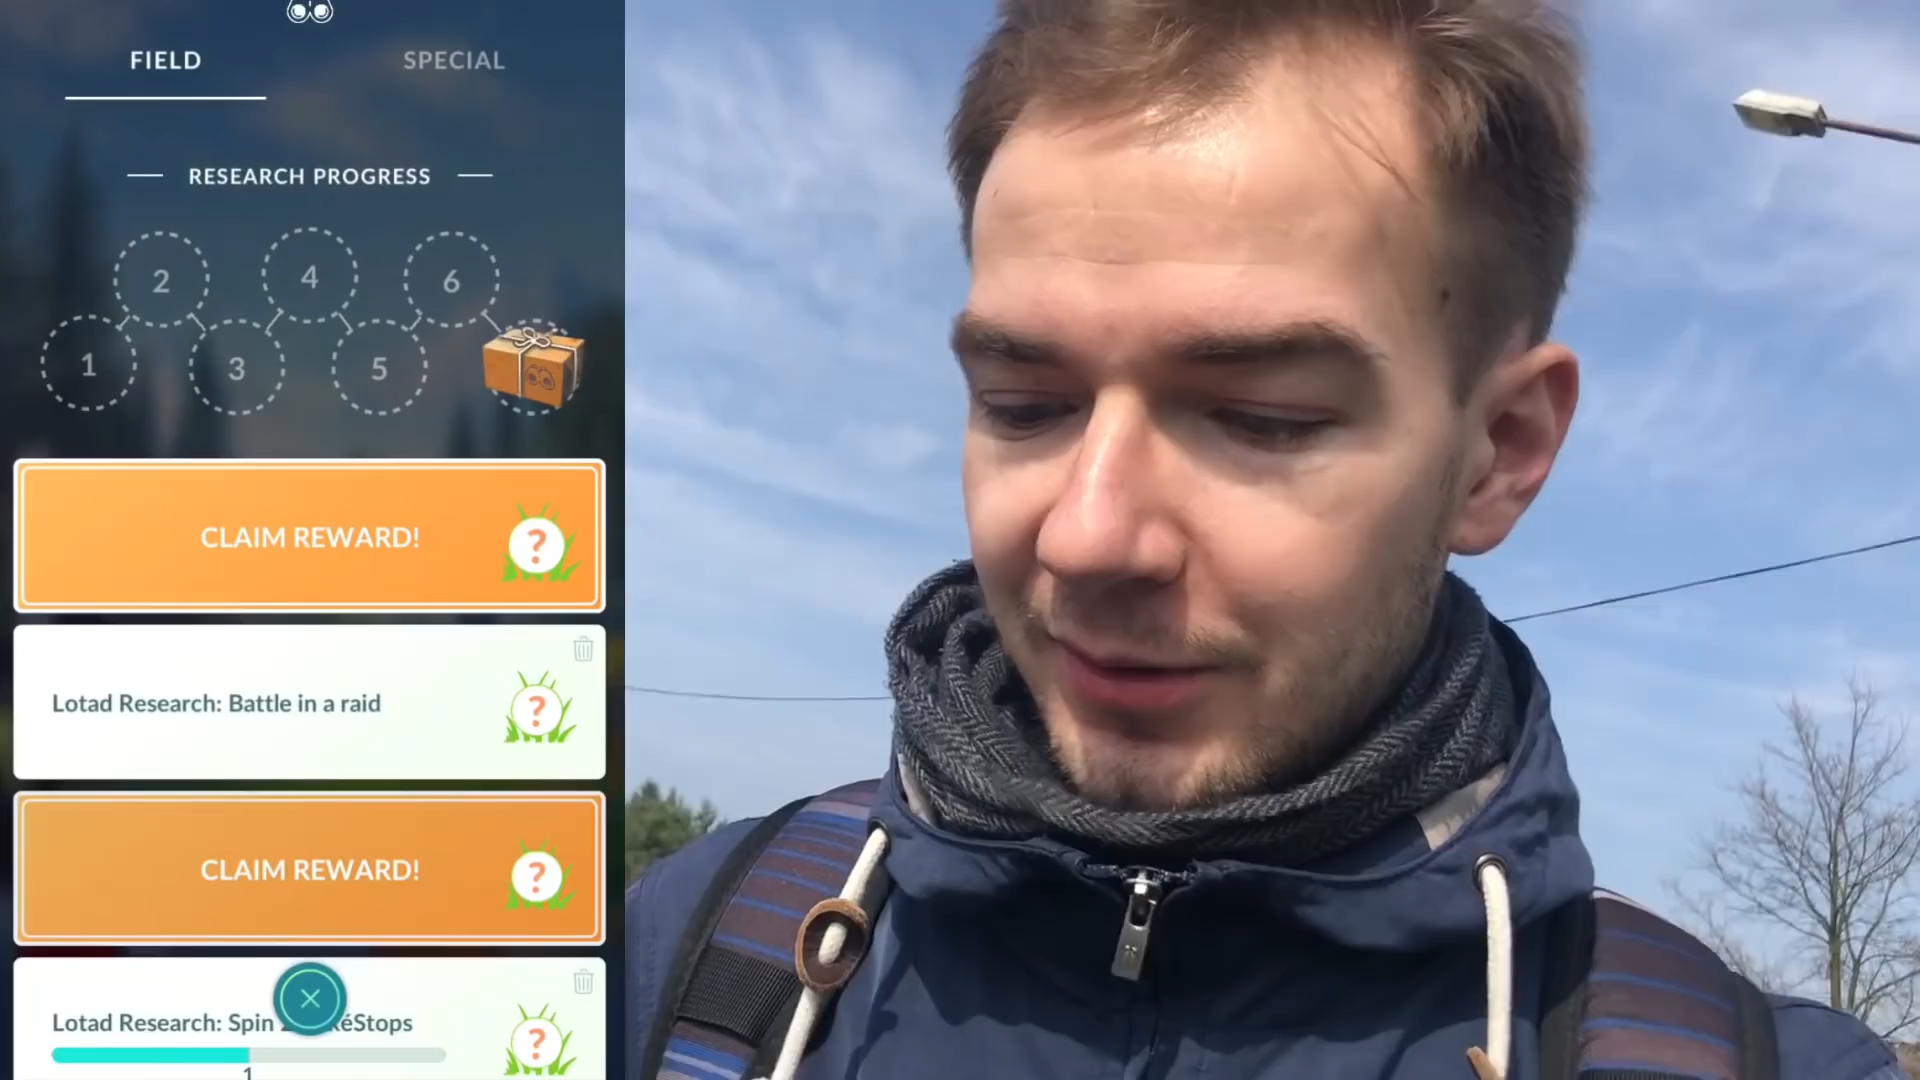 FIELD
SPECIAL
RESEARCH PROGRESS
2
4
6
1
3
5
CLAIM REWARD!
?
Lotad Research: Battle in a raid
?
CLAIM REWARD!
?
Lotad Research: Spin
éStops
?
1